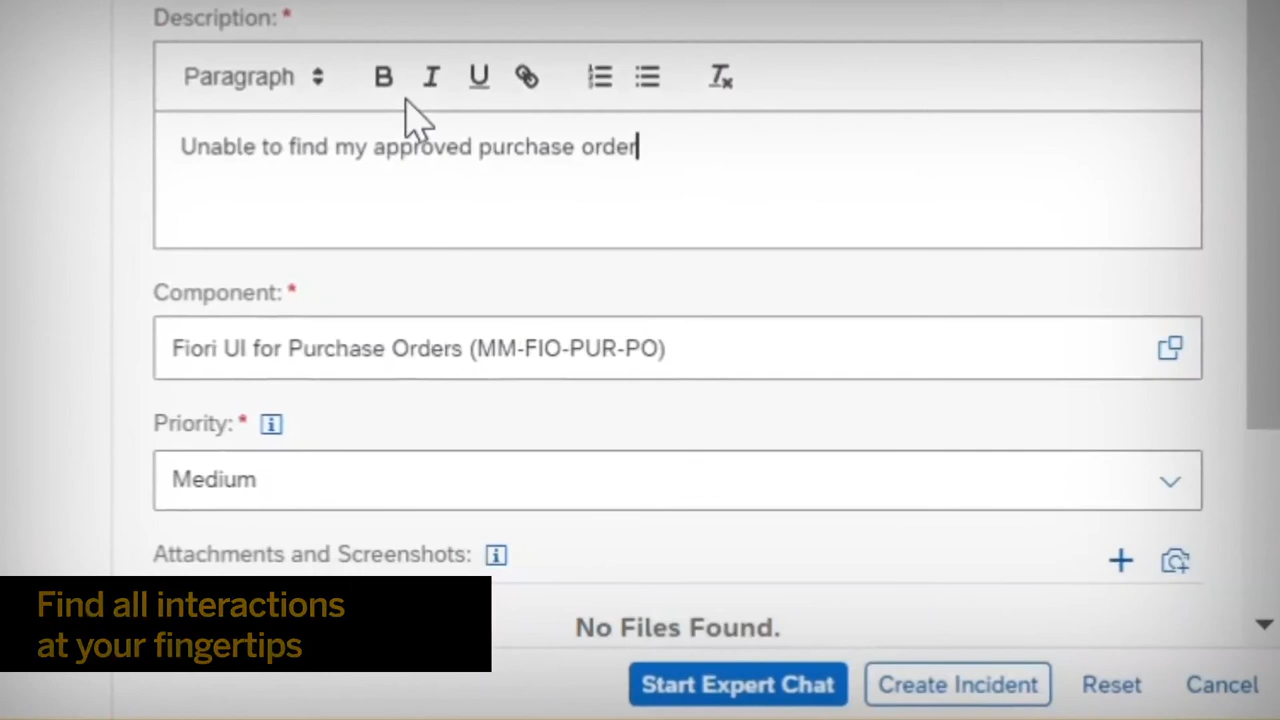 Description: *
Paragraph
Unable to find my approved purchase order
Component: *
Fiori UI for Purchase Orders (MM-FIO-PUR-PO)
Priority: *
Medium
Attachments and Screenshots:
Find all interactions
at your fingertips
No Files Found.
Start Expert Chat Create Incident Reset Cancel